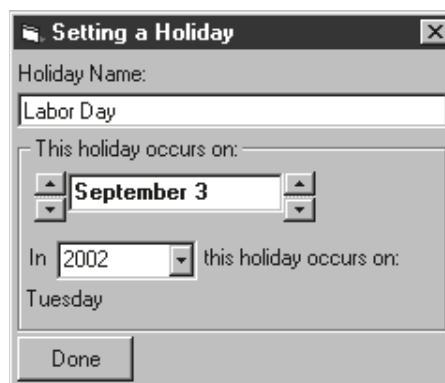 Setting a Holiday
Holiday Name:
Labor Day
This holiday occurs on:
September 3
In 2002 this holiday occurs on:
Tuesday
Done